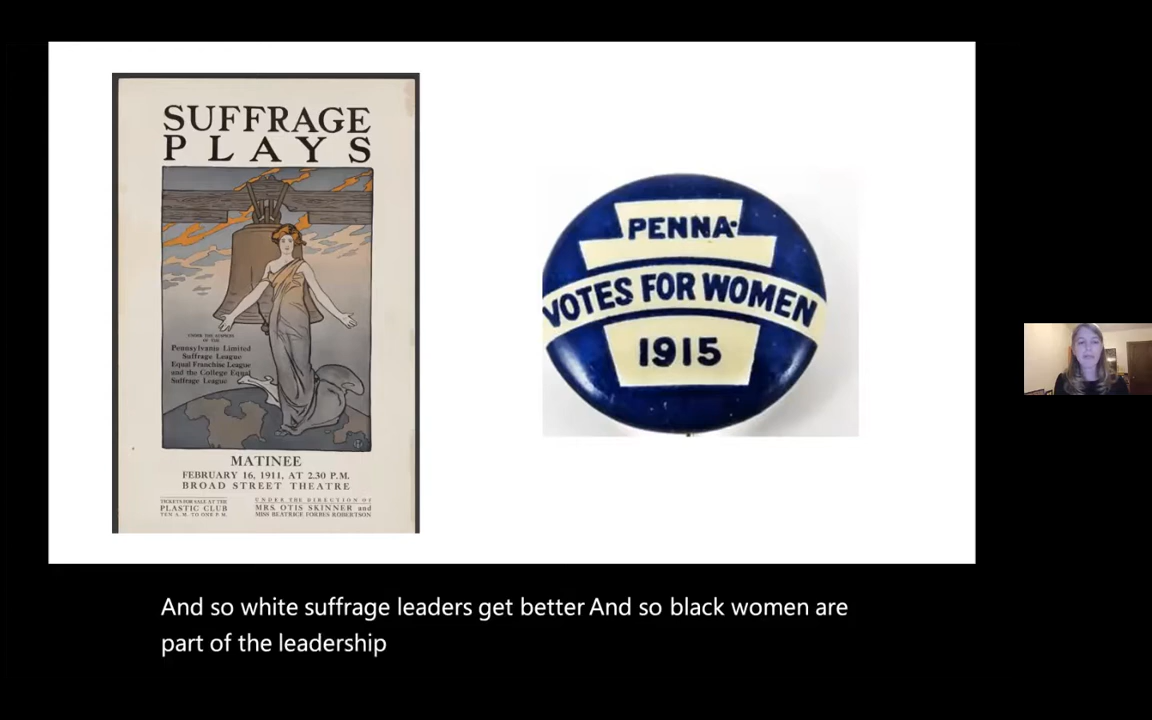 SUFFRAGE
PLAYS
UNDER THE AUSPICES
OF THE
Pennsylvania Limited
Suffrage League
Equal Franchise League
and the College Equal
Suffrage League
MATINEE
FEBRUARY 16, 1911, AT 2.30 P.M.
BROAD STREET THEATRE
TICKETS FOR SALE AT THE
PLASTIC CLUB
TEN A.M. TO ONE P.M.
UNDER THE DIRECTION OF
MRS. OTIS SKINNER and
MISS BEATRICE FORBES ROBERTSON
PENNA·
VOTES FOR WOMEN
1915
And so white suffrage leaders get better And so black women are
part of the leadership